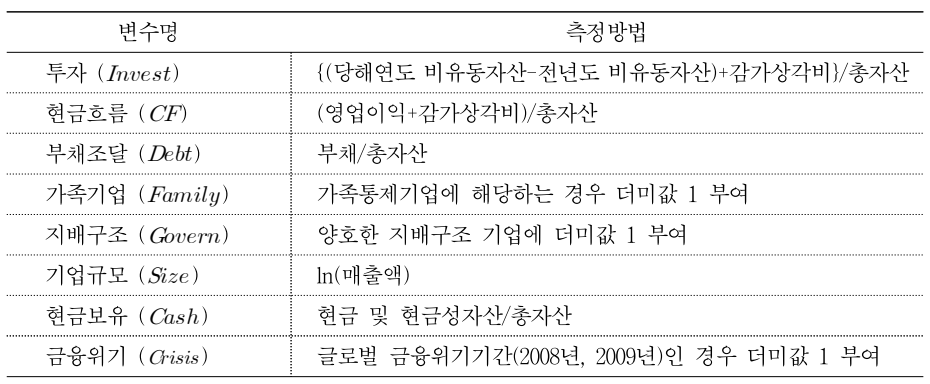 변수명 측정방법
투자 (Invest) {(당해연도 비유동자산-전년도 비유동자산)+감가상각비}/총자산
현금흐름 (CF) (영업이익+감가상각비)/총자산
부채조달 (Debt) 부채/총자산
가족기업 (Family) 가족통제기업에 해당하는 경우 더미값 1 부여
지배구조 (Govern) 양호한 지배구조 기업에 더미값 1 부여
기업규모 (Size) ln(매출액)
현금보유 (Cash) 현금 및 현금성자산/총자산
금융위기 (Crisis) 글로벌 금융위기기간(2008년, 2009년)인 경우 더미값 1 부여